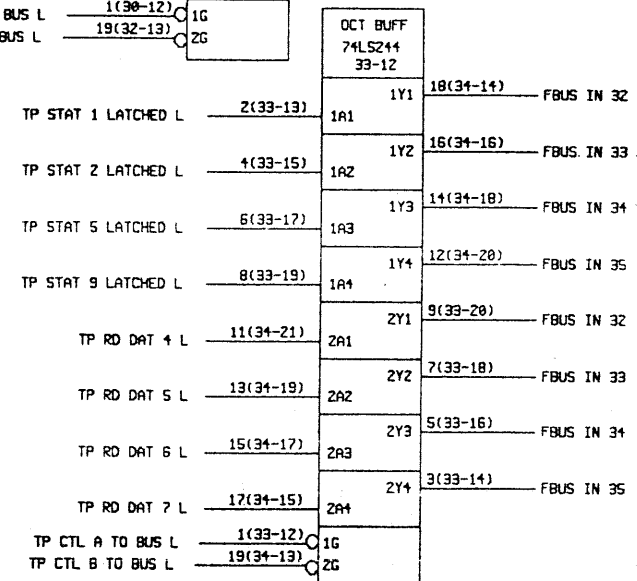 BUS L 1(30-12) 1G
BUS L 19(32-13) 2G
OCT BUFF
74LS244
33-12
1Y1 18(34-14) FBUS IN 32
TP STAT 1 LATCHED L 2(33-13) 1A1
1Y2 16(34-16) FBUS IN 33
TP STAT 2 LATCHED L 4(33-15) 1A2
1Y3 14(34-18) FBUS IN 34
TP STAT 5 LATCHED L 6(33-17) 1A3
1Y4 12(34-20) FBUS IN 35
TP STAT 9 LATCHED L 8(33-19) 1A4
2Y1 9(33-20) FBUS IN 32
TP RD DAT 4 L 11(34-21) 2A1
2Y2 7(33-18) FBUS IN 33
TP RD DAT 5 L 13(34-19) 2A2
2Y3 5(33-16) FBUS IN 34
TP RD DAT 6 L 15(34-17) 2A3
2Y4 3(33-14) FBUS IN 35
TP RD DAT 7 L 17(34-15) 2A4
TP CTL A TO BUS L 1(33-12) 1G
TP CTL B TO BUS L 19(34-13) 2G